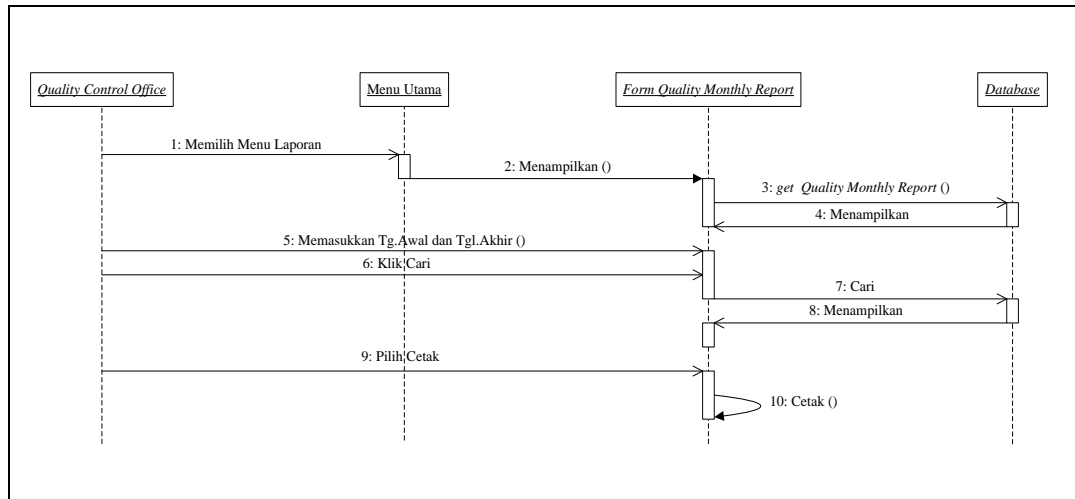 Quality Control Office
Menu Utama
Form Quality Monthly Report
Database
1: Memilih Menu Laporan
2: Menampilkan ()
3: get Quality Monthly Report ()
4: Menampilkan
5: Memasukkan Tg.Awal dan Tgl.Akhir ()
6: Klik Cari
7: Cari
8: Menampilkan
9: Pilih Cetak
10: Cetak ()